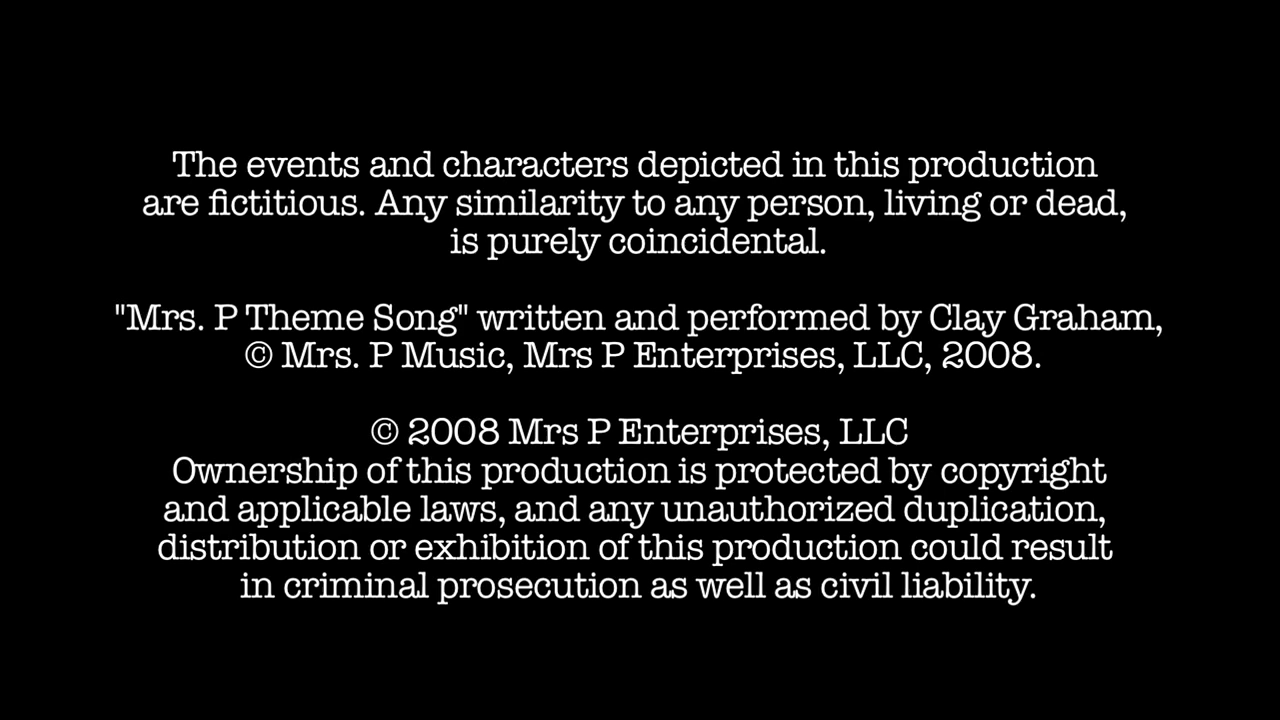 The events and characters depicted in this production
are fictitious. Any similarity to any person, living or dead,
is purely coincidental.
"Mrs. P Theme Song" written and performed by Clay Graham,
© Mrs. P Music, Mrs P Enterprises, LLC, 2008.
© 2008 Mrs P Enterprises, LLC
Ownership of this production is protected by copyright
and applicable laws, and any unauthorized duplication,
distribution or exhibition of this production could result
in criminal prosecution as well as civil liability.